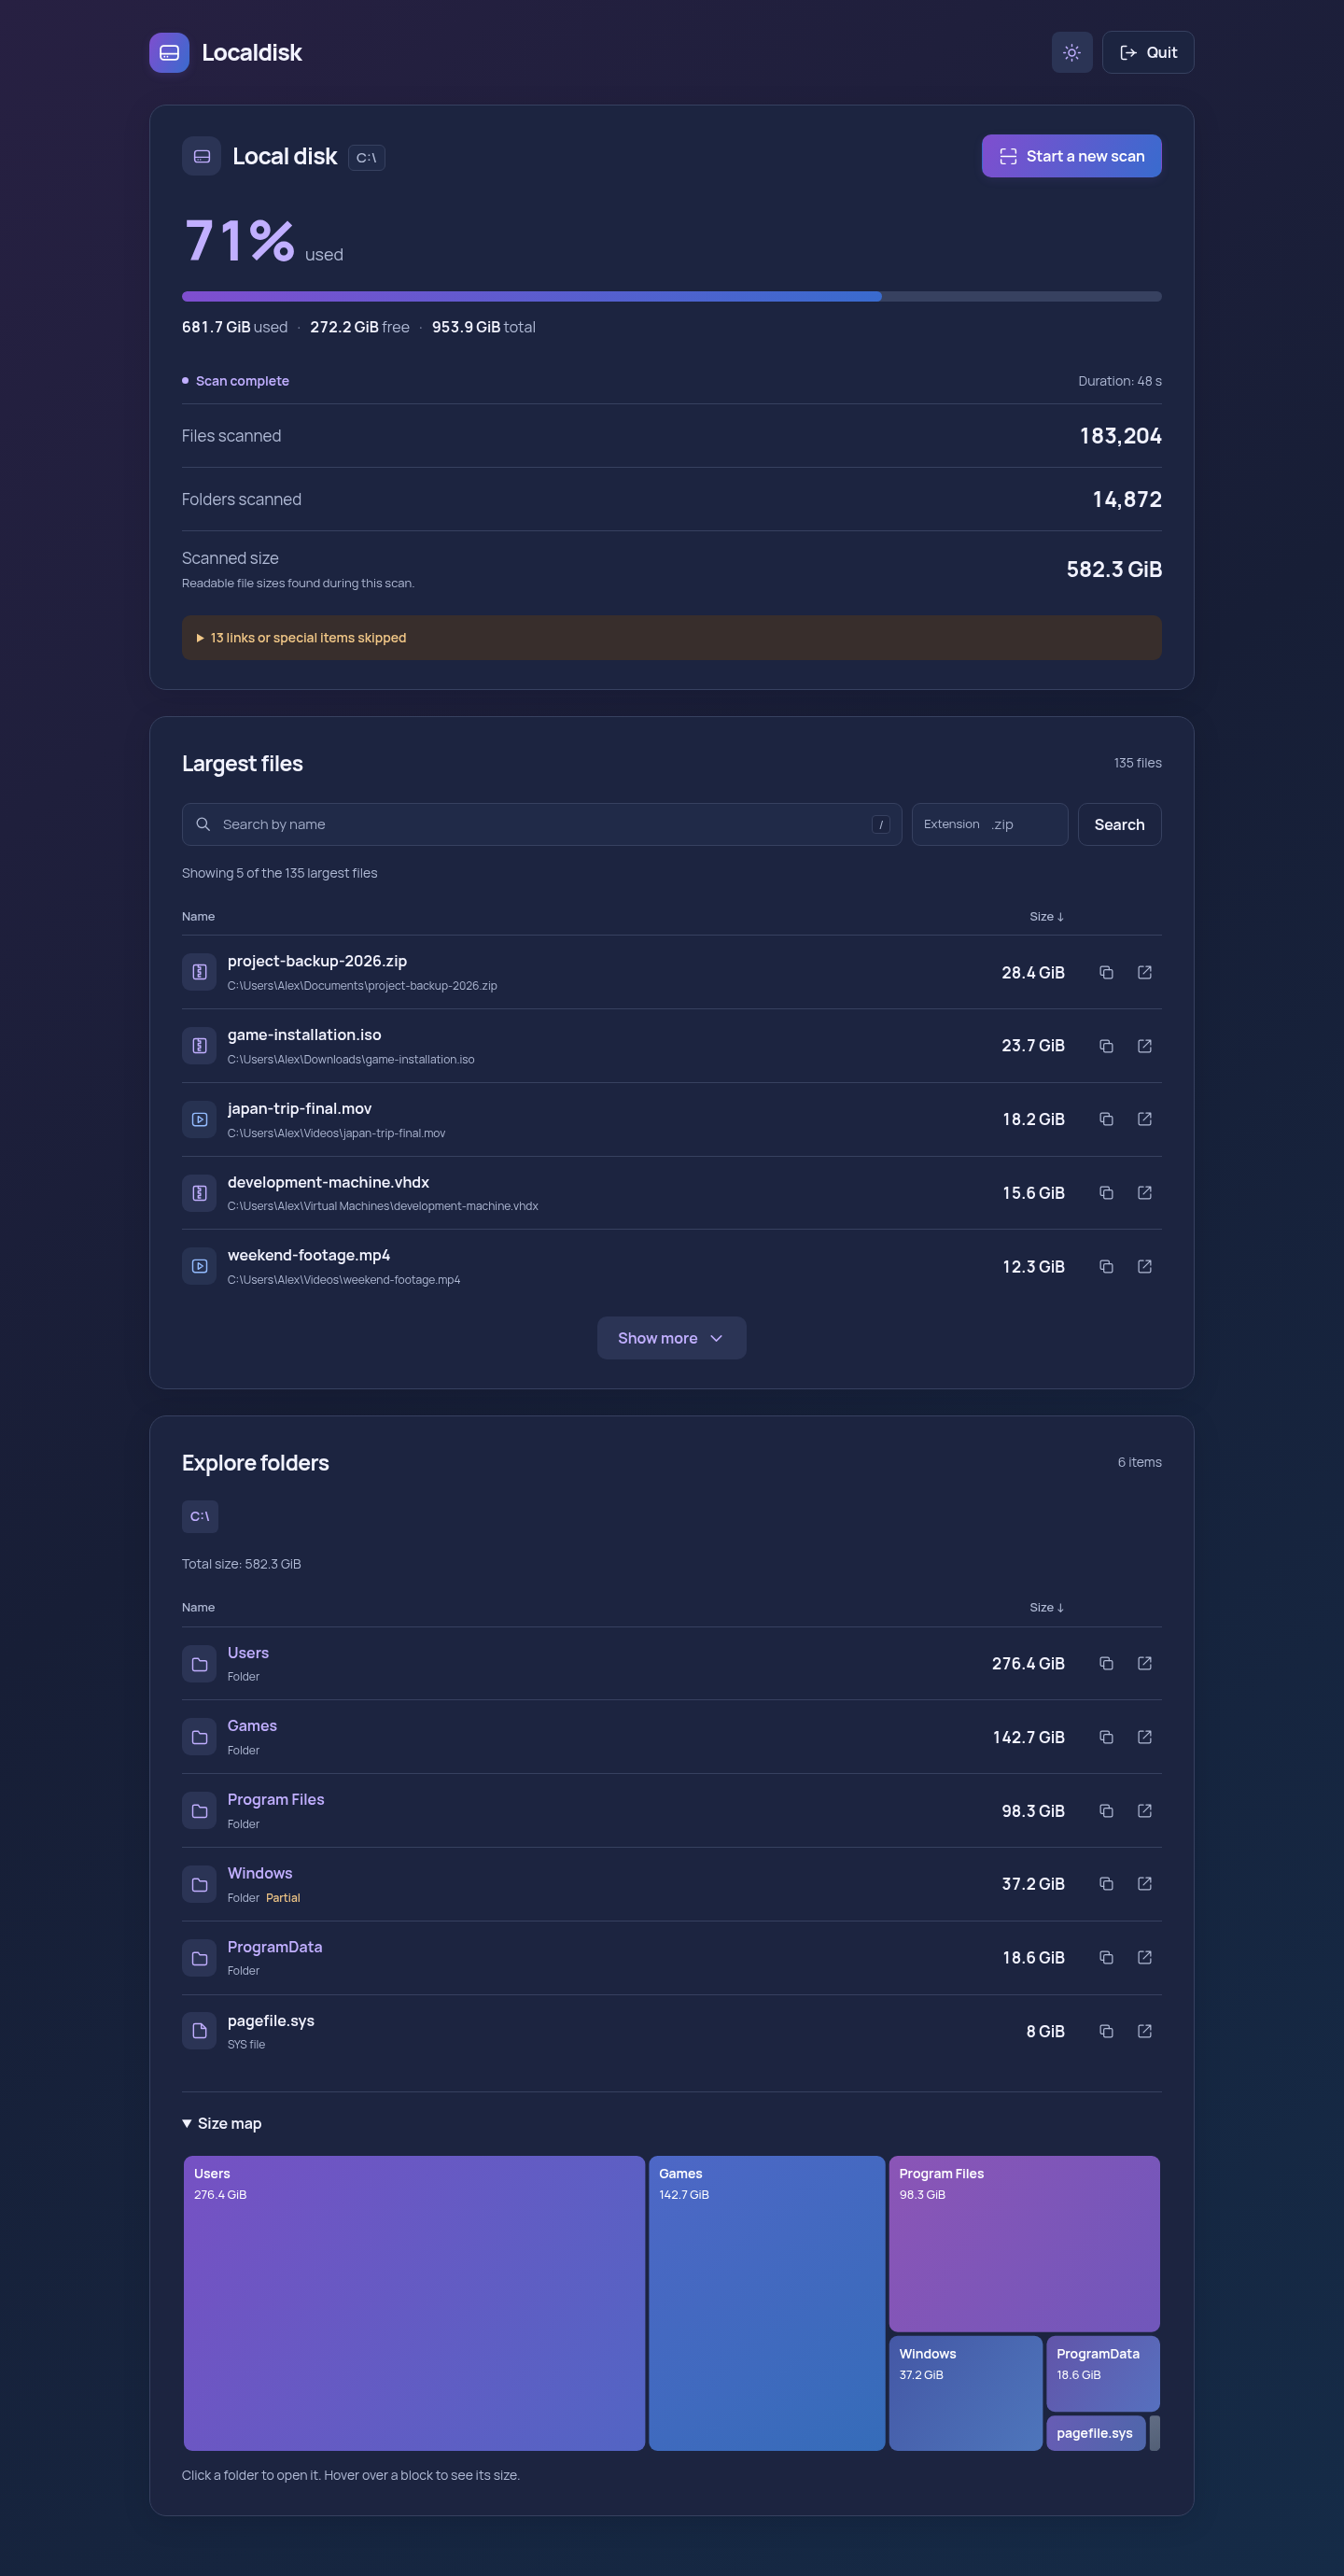 Localdisk
Quit
Local disk C:\
Start a new scan
71% used
681.7 GiB used · 272.2 GiB free · 953.9 GiB total
Scan complete
Duration: 48 s
Files scanned
183,204
Folders scanned
14,872
Scanned size
Readable file sizes found during this scan.
582.3 GiB
13 links or special items skipped
Largest files
135 files
Search by name
/
Extension .zip
Search
Showing 5 of the 135 largest files
Name
Size ↓
project-backup-2026.zip
C:\Users\Alex\Documents\project-backup-2026.zip
28.4 GiB
game-installation.iso
C:\Users\Alex\Downloads\game-installation.iso
23.7 GiB
japan-trip-final.mov
C:\Users\Alex\Videos\japan-trip-final.mov
18.2 GiB
development-machine.vhdx
C:\Users\Alex\Virtual Machines\development-machine.vhdx
15.6 GiB
weekend-footage.mp4
C:\Users\Alex\Videos\weekend-footage.mp4
12.3 GiB
Show more
Explore folders
6 items
C:\
Total size: 582.3 GiB
Name
Size ↓
Users
Folder
276.4 GiB
Games
Folder
142.7 GiB
Program Files
Folder
98.3 GiB
Windows
Folder Partial
37.2 GiB
ProgramData
Folder
18.6 GiB
pagefile.sys
SYS file
8 GiB
Size map
Users
276.4 GiB
Games
142.7 GiB
Program Files
98.3 GiB
Windows
37.2 GiB
ProgramData
18.6 GiB
pagefile.sys
Click a folder to open it. Hover over a block to see its size.